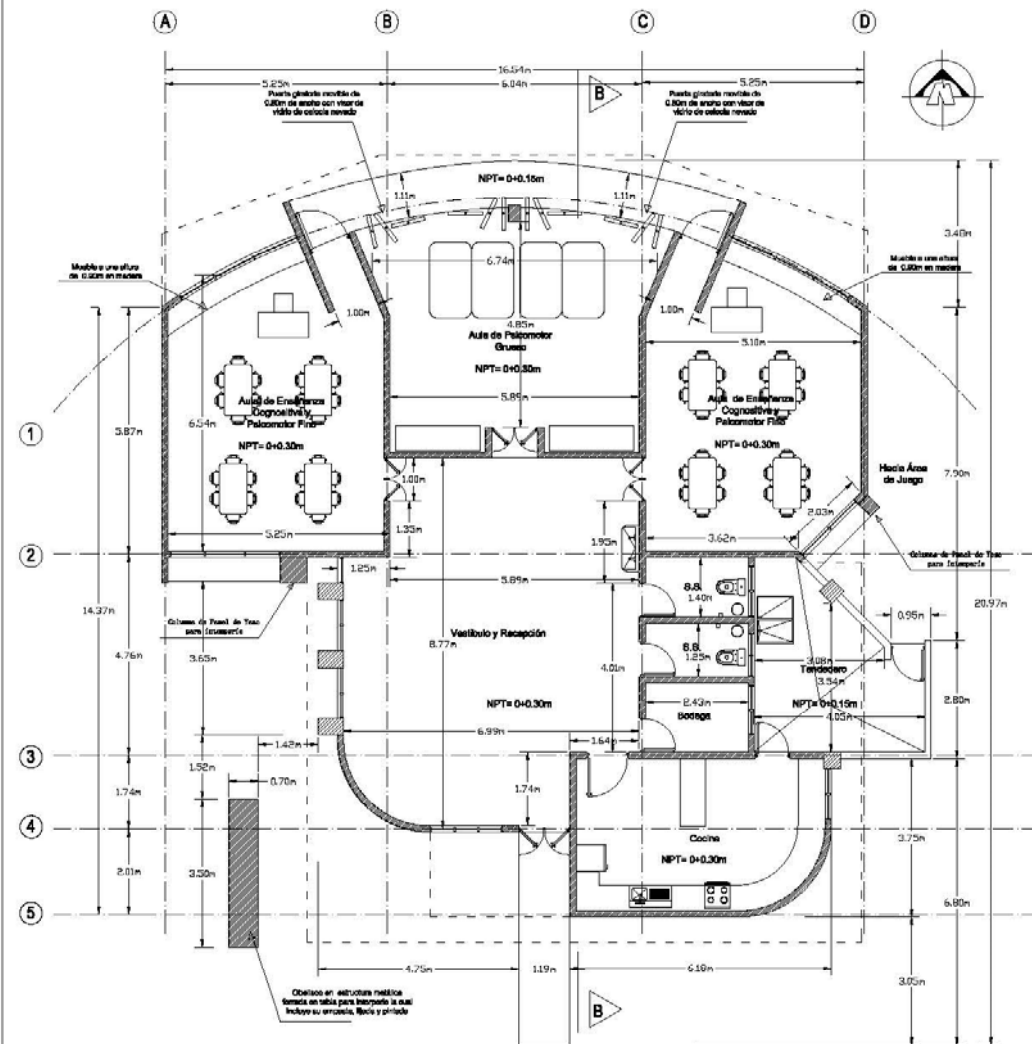 A
B
C
D
16.54m
5.25m
6.04m
5.25m
Puerta giratoria movible de
0.80m de ancho con visor de
vidrio de celocia nevado
B
Puerta giratoria movible de
0.80m de ancho con visor de
vidrio de celocia nevado
N
NPT= 0+0.15m
1.11m
1.11m
3.48m
Mueble a una altura
de 0.90m en madera
6.74m
Mueble a una altura
de 0.90m en madera
1.00m
4.85m
1.00m
Aula de Psicomotor
Grueso
5.10m
NPT= 0+0.30m
5.89m
Aula de Enseñanza
Cognositiva y
Psicomotor Fino
NPT= 0+0.30m
Aula de Enseñanza
Cognositiva y
Psicomotor Fino
NPT= 0+0.30m
1
5.87m
6.54m
1.00m
Hacia Área
de Juego
7.90m
1.35m
1.95m
2.03m
5.25m
3.62m
2
Columna de Panel de Yeso
para intemperie
1.25m
5.89m
S.S.
1.40m
14.37m
20.97m
Columna de Panel de Yeso
para intemperie
0.95m
4.76m
3.65m
8.77m
Vestíbulo y Recepción
4.01m
S.S.
1.25m
3.08m
Tendedero
3.54m
NPT= 0+0.30m
2.43m
Bodega
NPT= 0+0.15m
4.05m
2.80m
6.99m
1.64m
1.42m
3
1.52m
0.70m
1.74m
1.74m
4
Cocina
NPT= 0+0.30m
3.75m
3.50m
2.01m
6.80m
5
4.75m
1.19m
6.18m
3.05m
Obelisco en estructura metálica
forrada en tabla para intemperie la cual
incluye su empaste, lijado y pintado
B